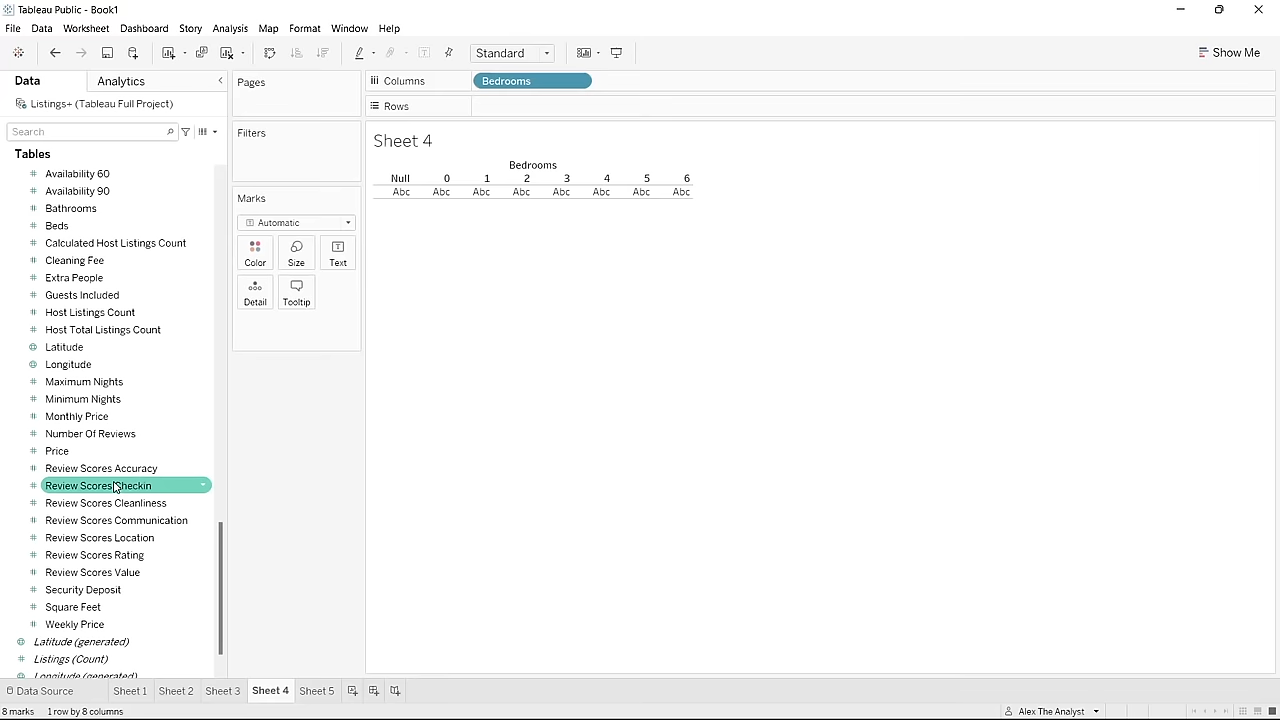 Tableau Public - Book1
File Data Worksheet Dashboard Story Analysis Map Format Window Help
Standard
Show Me
Data Analytics
Listings+ (Tableau Full Project)
Search
Tables
Availability 60
Availability 90
Bathrooms
Beds
Calculated Host Listings Count
Cleaning Fee
Extra People
Guests Included
Host Listings Count
Host Total Listings Count
Latitude
Longitude
Maximum Nights
Minimum Nights
Monthly Price
Number Of Reviews
Price
Review Scores Accuracy
Review Scores Checkin
Review Scores Cleanliness
Review Scores Communication
Review Scores Location
Review Scores Rating
Review Scores Value
Security Deposit
Square Feet
Weekly Price
Latitude (generated)
Listings (Count)
Longitude (generated)
Pages
Filters
Marks
Automatic
Color Size Text
Detail Tooltip
Columns Bedrooms
Rows
Sheet 4
Bedrooms
Null 0 1 2 3 4 5 6
Abc Abc Abc Abc Abc Abc Abc Abc
Data Source Sheet 1 Sheet 2 Sheet 3 Sheet 4 Sheet 5
8 marks 1 row by 8 columns
Alex The Analyst